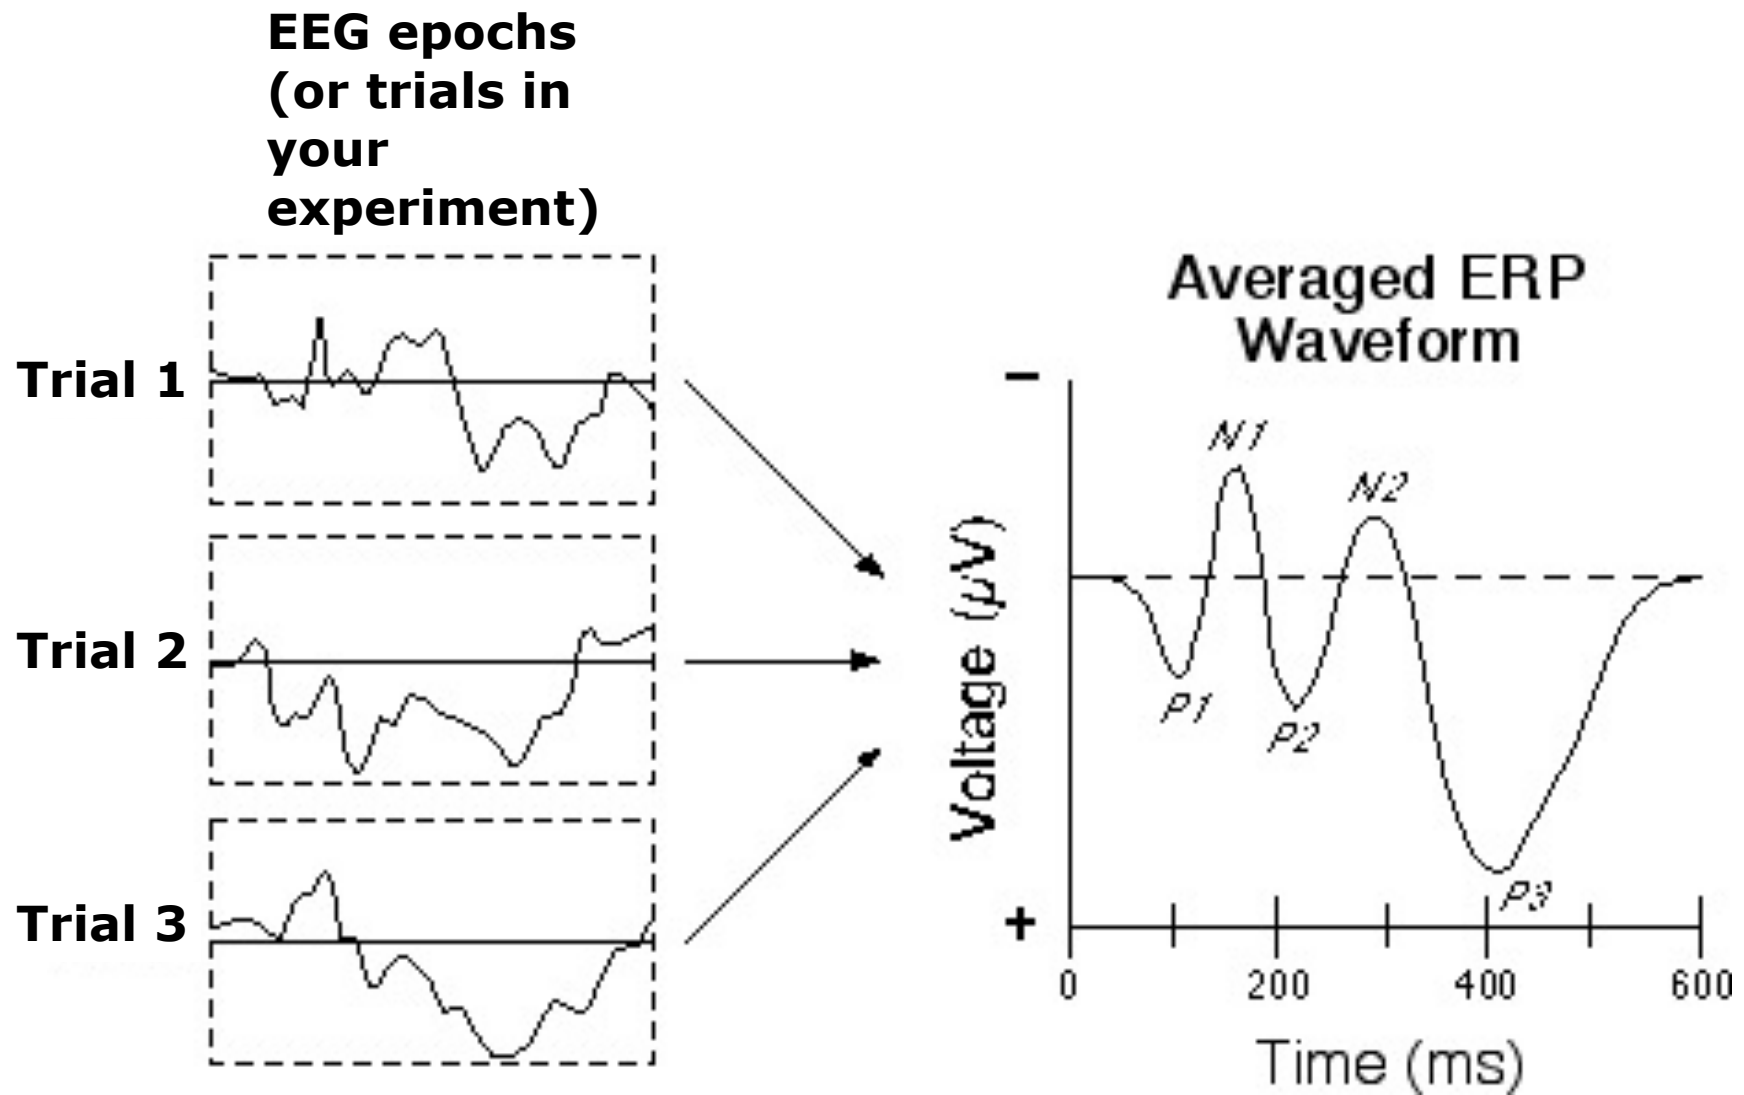 EEG epochs
(or trials in
your
experiment)
Trial 1
Trial 2
Trial 3
Averaged ERP
Waveform
−
N1
N2
Voltage (μV)
P1
P2
P3
+
0 200 400 600
Time (ms)